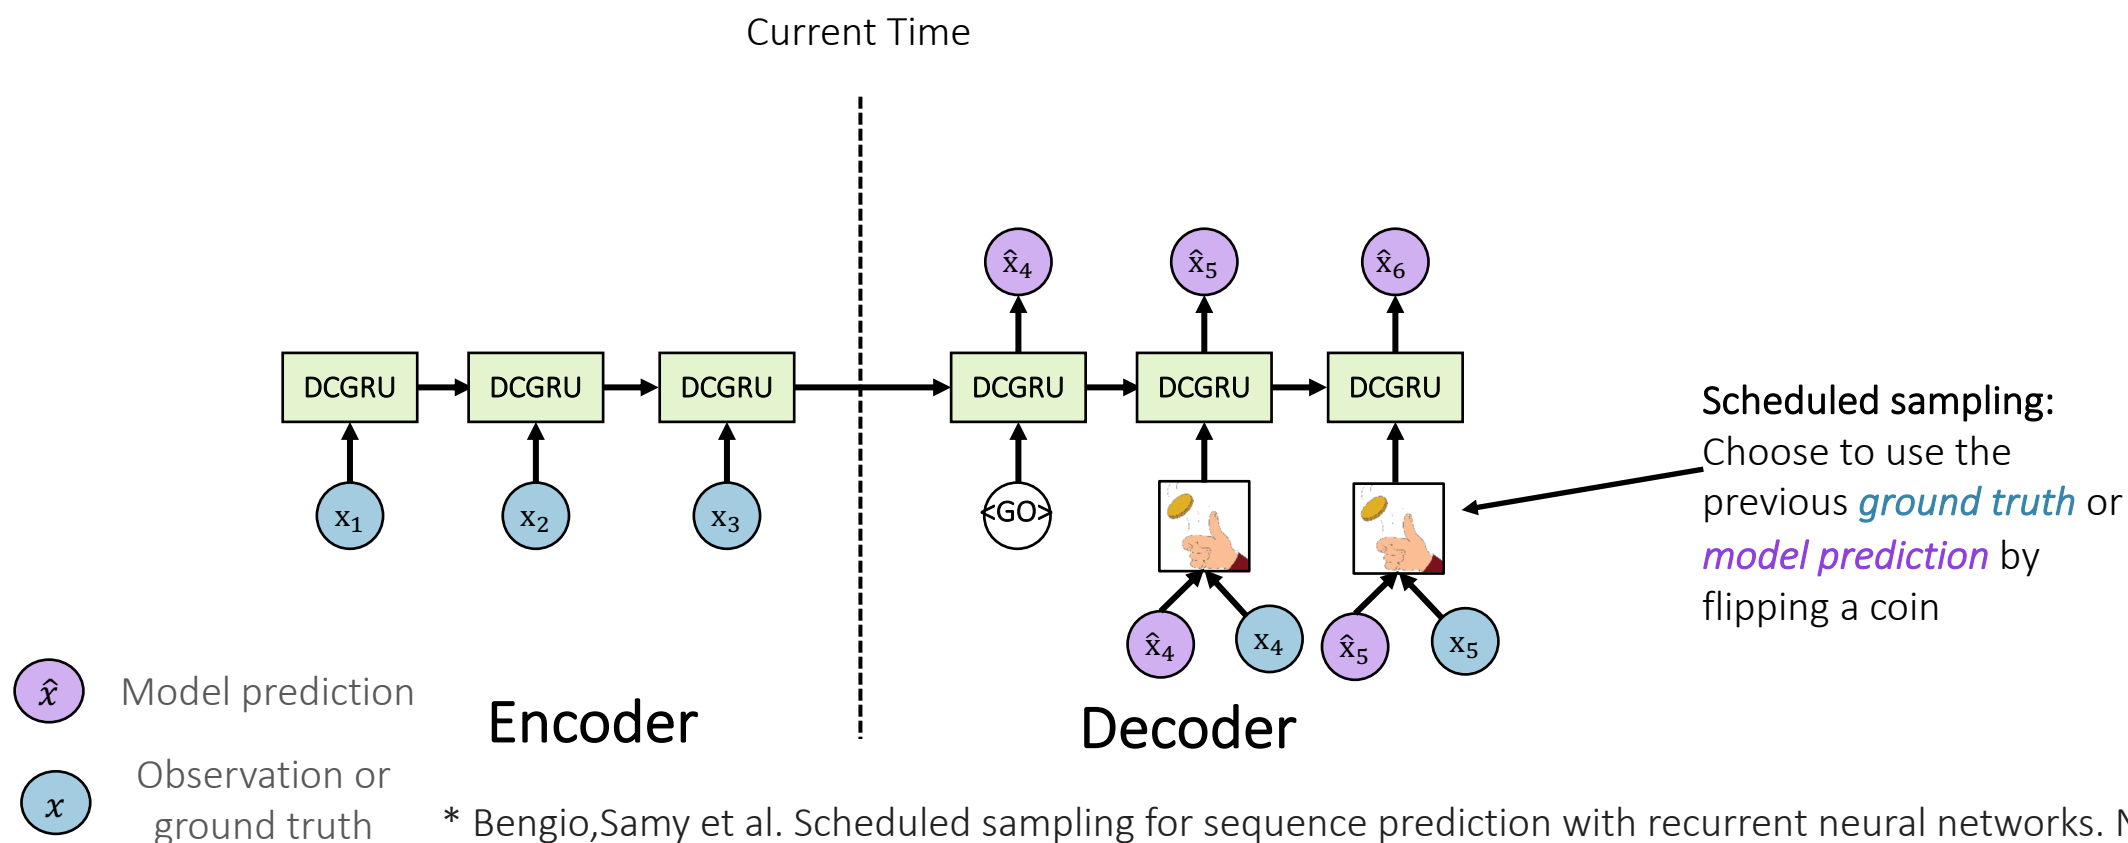 Current Time
x̂₄
x̂₅
x̂₆
DCGRU
DCGRU
DCGRU
DCGRU
DCGRU
DCGRU
x₁
x₂
x₃
<GO>
x̂₄
x₄
x̂₅
x₅
Scheduled sampling:
Choose to use the
previous ground truth or
model prediction by
flipping a coin
Encoder
Decoder
x̂
Model prediction
x
Observation or
ground truth
* Bengio,Samy et al. Scheduled sampling for sequence prediction with recurrent neural networks.